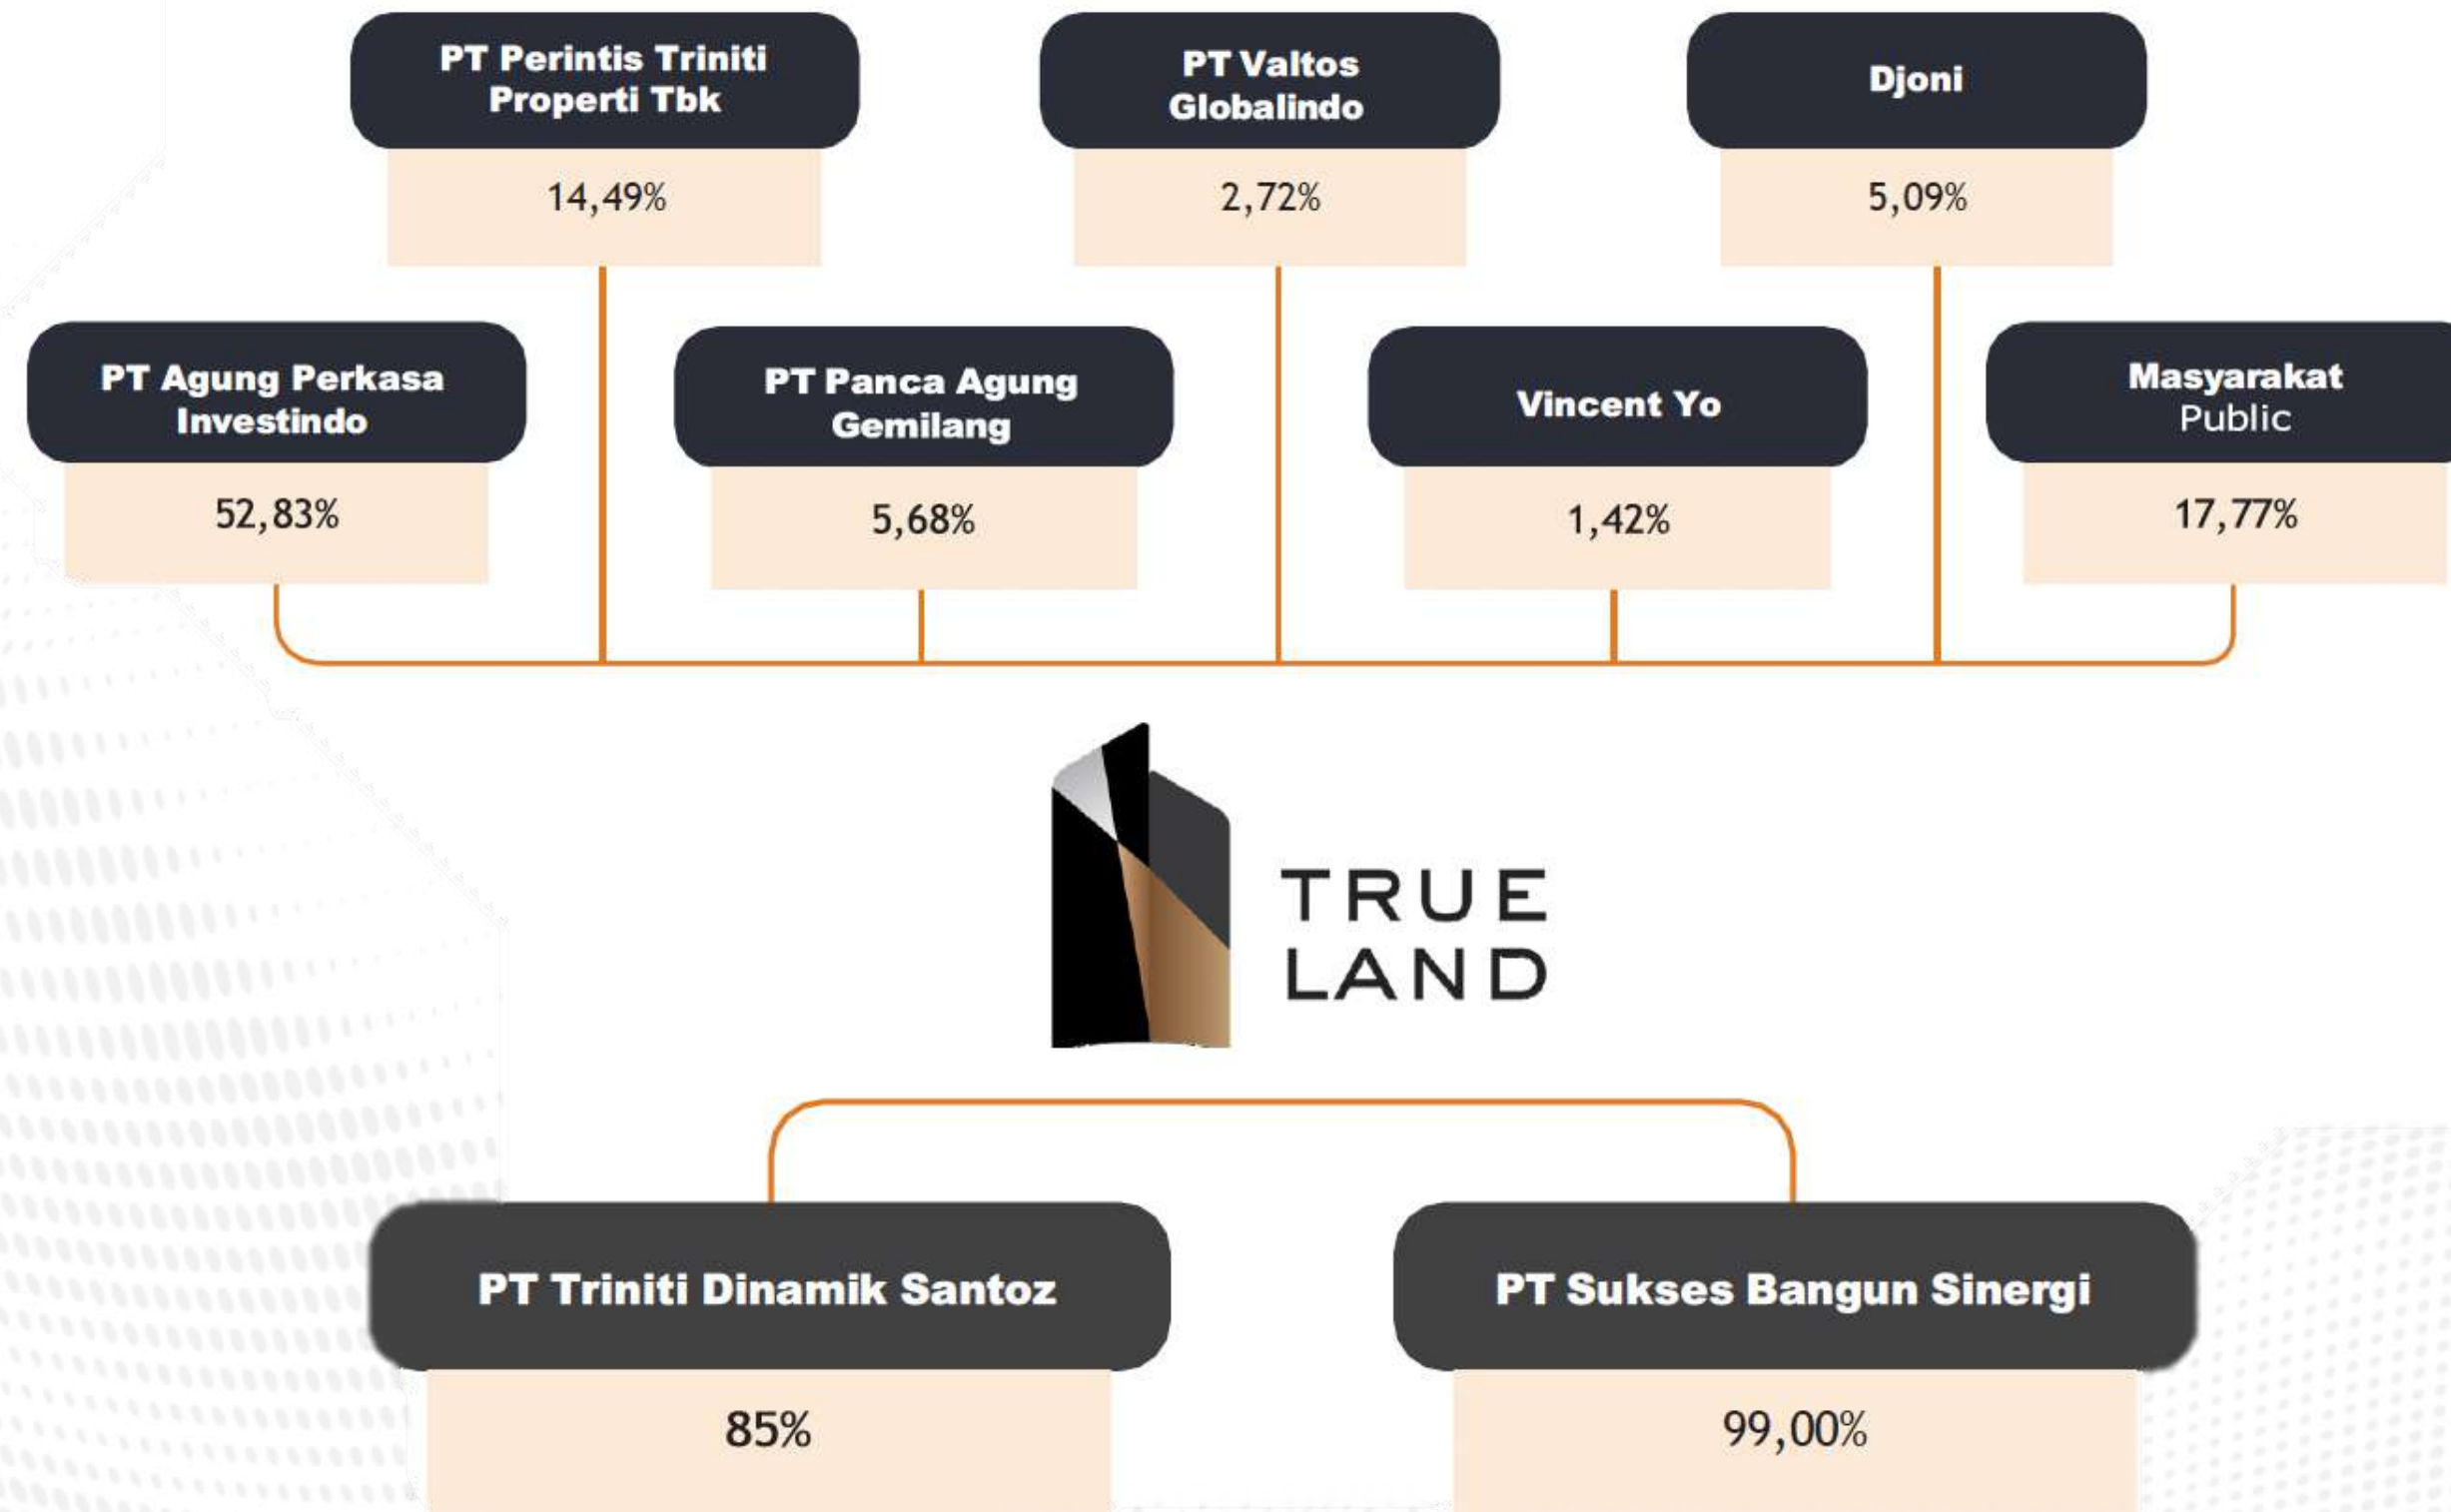 PT Perintis Triniti
Properti Tbk
14,49%
PT Valtos
Globalindo
2,72%
Djoni
5,09%
PT Agung Perkasa
Investindo
52,83%
PT Panca Agung
Gemilang
5,68%
Vincent Yo
1,42%
Masyarakat
Public
17,77%
TRUE
LAND
PT Triniti Dinamik Santoz
85%
PT Sukses Bangun Sinergi
99,00%